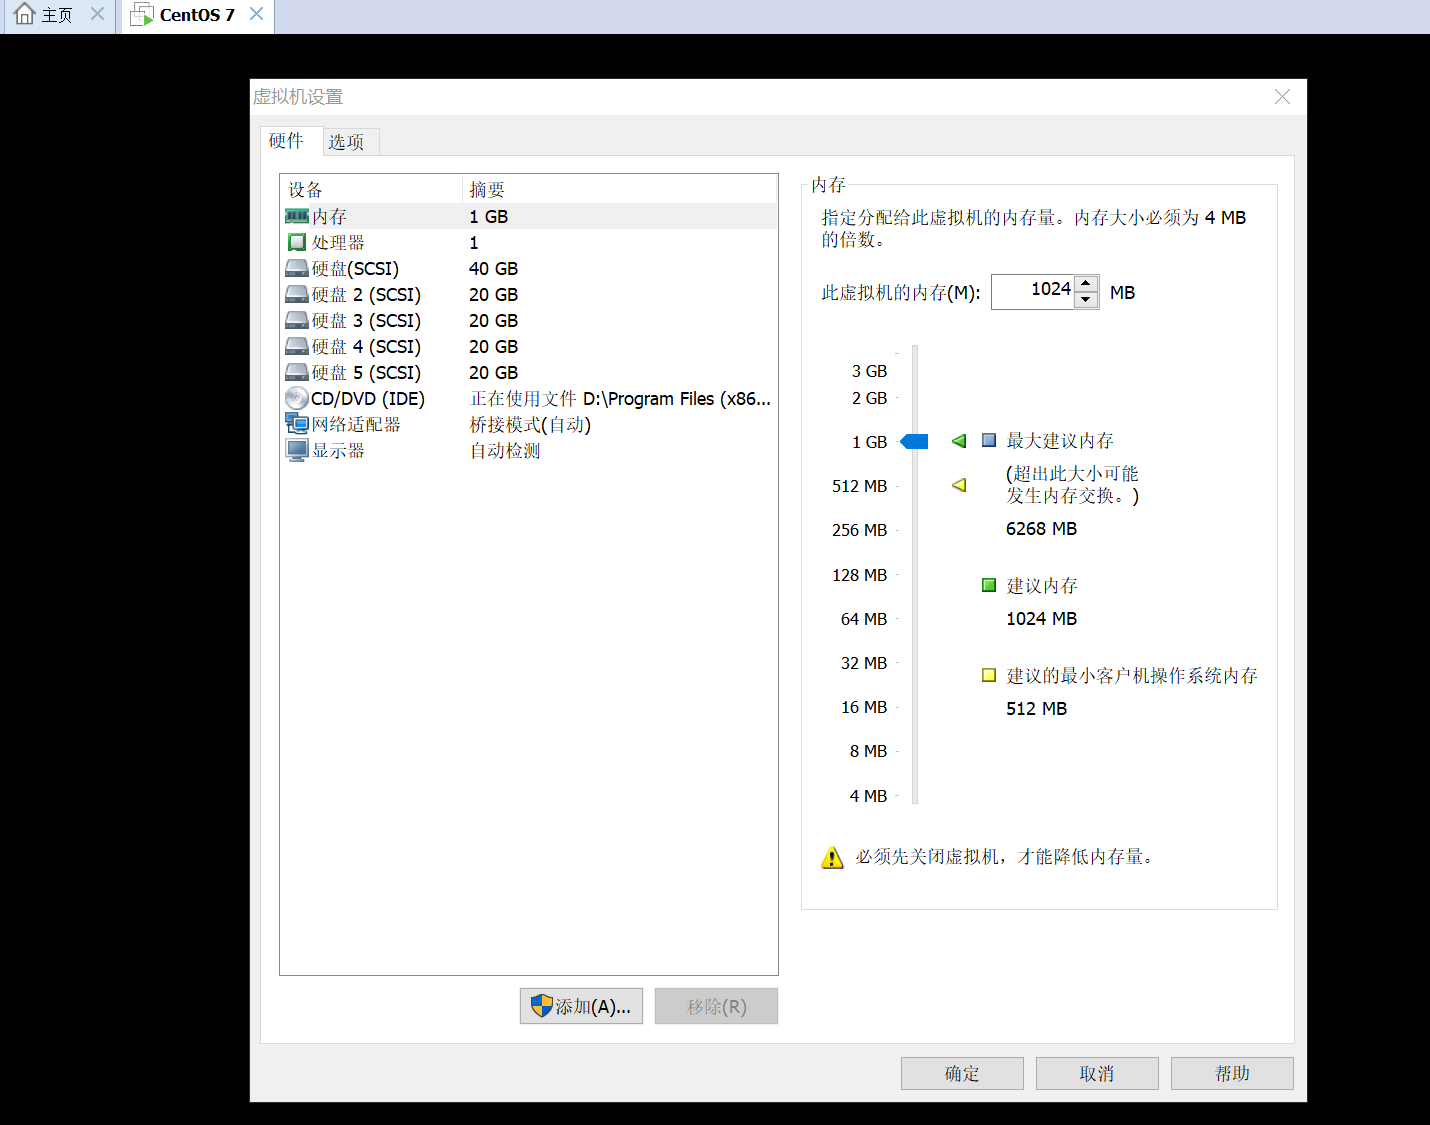 主页
CentOS 7
虚拟机设置
硬件
选项
设备 摘要
内存 1 GB
处理器 1
硬盘(SCSI) 40 GB
硬盘 2 (SCSI) 20 GB
硬盘 3 (SCSI) 20 GB
硬盘 4 (SCSI) 20 GB
硬盘 5 (SCSI) 20 GB
CD/DVD (IDE) 正在使用文件 D:\Program Files (x86...
网络适配器 桥接模式(自动)
显示器 自动检测
添加(A)...
移除(R)
内存
指定分配给此虚拟机的内存量。内存大小必须为 4 MB
的倍数。
此虚拟机的内存(M): 1024 MB
3 GB
2 GB
1 GB
512 MB
256 MB
128 MB
64 MB
32 MB
16 MB
8 MB
4 MB
最大建议内存
(超出此大小可能
发生内存交换。)
6268 MB
建议内存
1024 MB
建议的最小客户机操作系统内存
512 MB
必须先关闭虚拟机，才能降低内存量。
确定
取消
帮助